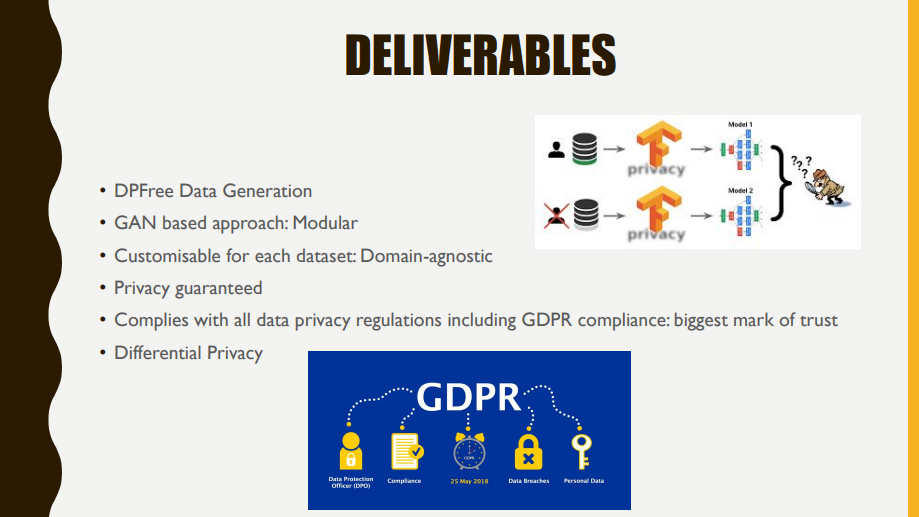 DELIVERABLES
• DPFree Data Generation
• GAN based approach: Modular
• Customisable for each dataset: Domain-agnostic
• Privacy guaranteed
• Complies with all data privacy regulations including GDPR compliance: biggest mark of trust
• Differential Privacy
Model 1
privacy
? ? ?
?
Model 2
privacy
GDPR
GDPR
Data Protection
Officer (DPO)
Compliance
25 May 2018
Data Breaches
Personal Data